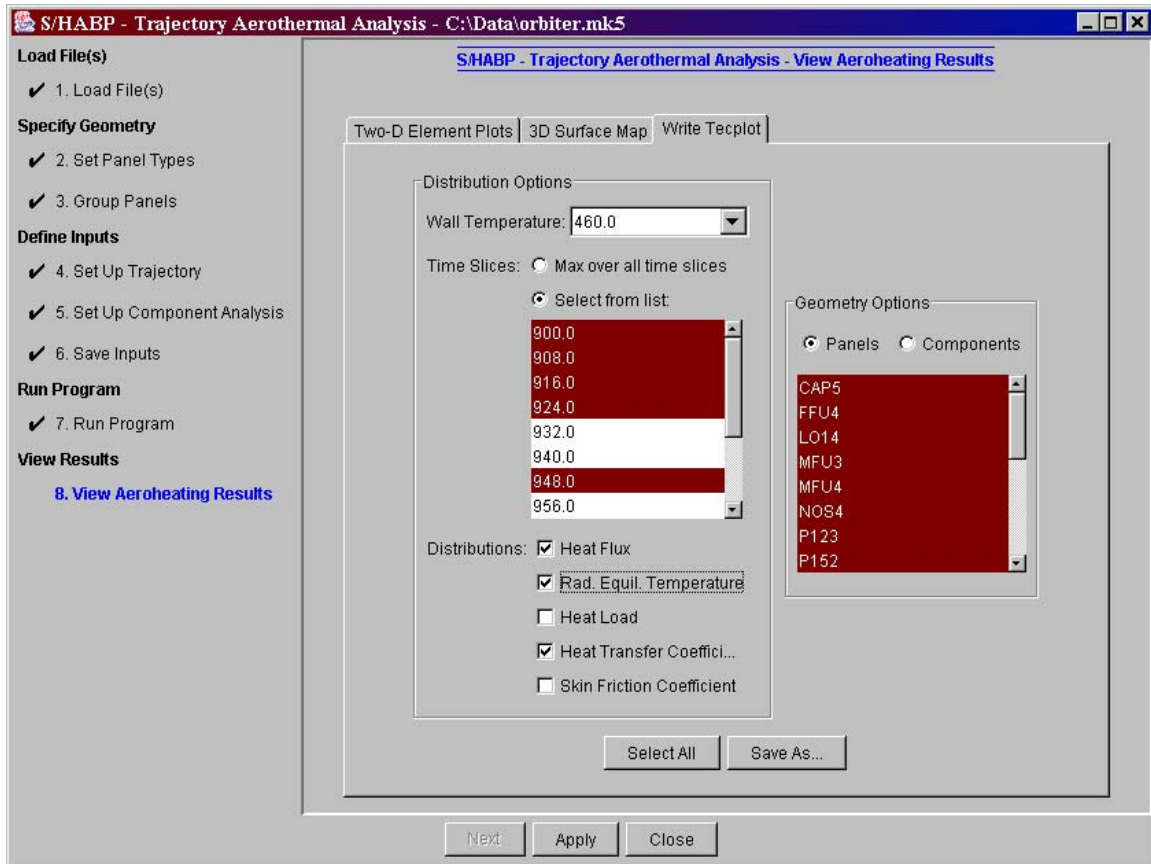 S/HABP - Trajectory Aerothermal Analysis - C:\Data\orbiter.mk5
Load File(s)
✔ 1. Load File(s)
Specify Geometry
✔ 2. Set Panel Types
✔ 3. Group Panels
Define Inputs
✔ 4. Set Up Trajectory
✔ 5. Set Up Component Analysis
✔ 6. Save Inputs
Run Program
✔ 7. Run Program
View Results
8. View Aeroheating Results
S/HABP - Trajectory Aerothermal Analysis - View Aeroheating Results
Two-D Element Plots 3D Surface Map Write Tecplot
Distribution Options
Wall Temperature: 460.0
Time Slices: Max over all time slices
Select from list:
900.0
908.0
916.0
924.0
932.0
940.0
948.0
956.0
Distributions: Heat Flux
Rad. Equil. Temperature
Heat Load
Heat Transfer Coeffici...
Skin Friction Coefficient
Geometry Options
Panels Components
CAP5
FFU4
LO14
MFU3
MFU4
NOS4
P123
P152
Select All Save As...
Next Apply Close